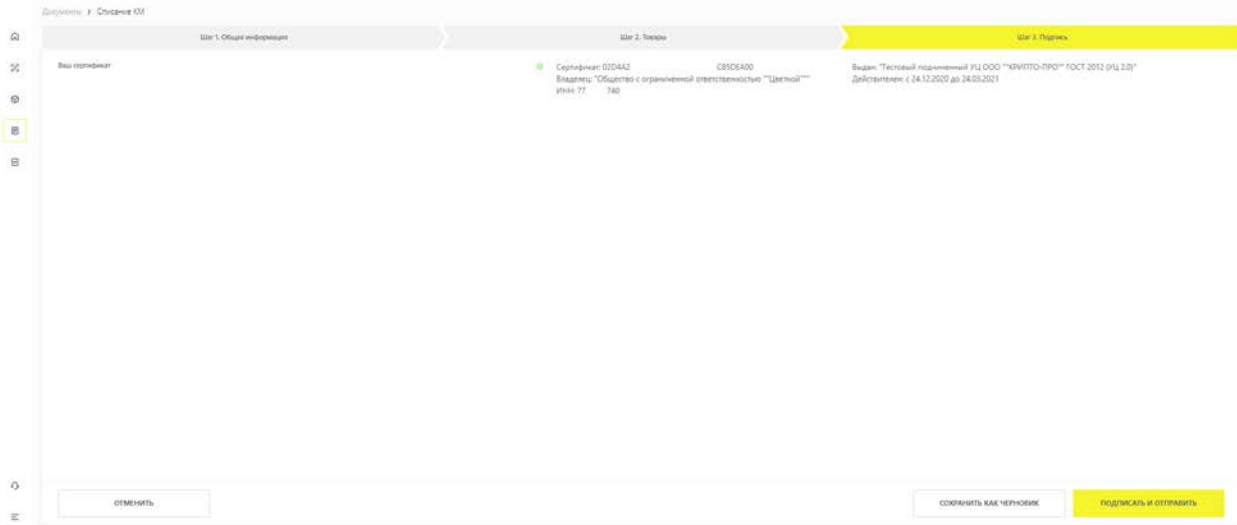 Документы > Списание КМ
Шаг 1. Общая информация
Шаг 2. Товары
Шаг 3. Подпись
Ваш сертификат
Сертификат: 02D4A2 C85DEA00
Владелец: "Общество с ограниченной ответственностью ""Цветной"""
ИНН: 77 740
Выдан: "Тестовый подчиненный УЦ ООО ""КРИПТО-ПРО"" ГОСТ 2012 (УЦ 2.0)"
Действителен: с 24.12.2020 до 24.03.2021
ОТМЕНИТЬ
СОХРАНИТЬ КАК ЧЕРНОВИК
ПОДПИСАТЬ И ОТПРАВИТЬ